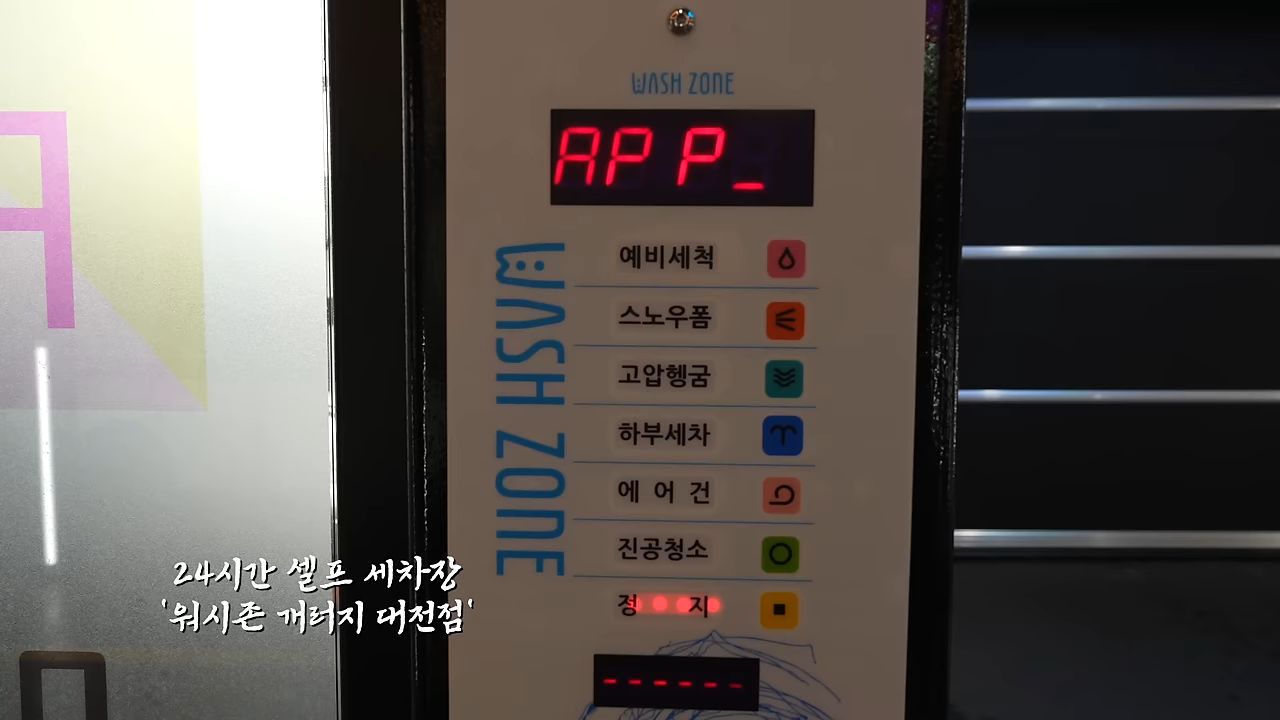 WASH ZONE
APP_
WASH ZONE
예비세척
스노우폼
고압헹굼
하부세차
에 어 건
진공청소
정 지
------
24시간 셀프 세차장
'워시존 개러지 대전점'